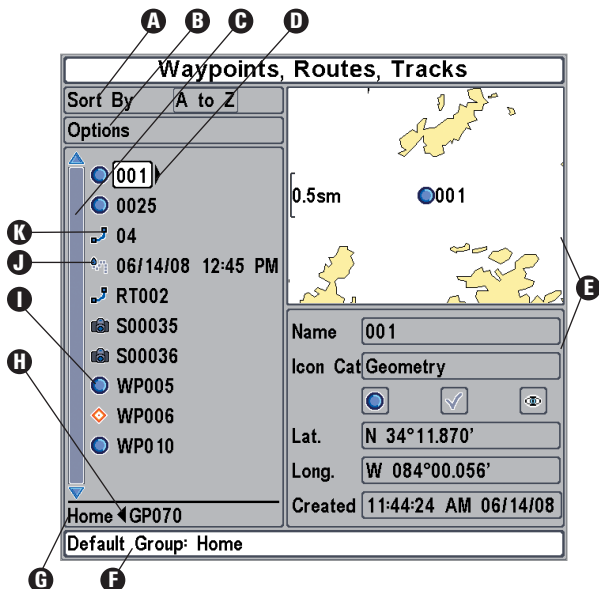 A B C D
Waypoints, Routes, Tracks
Sort By A to Z
Options
001
0025
K 04
J 06/14/08 12:45 PM
RT002
S00035
S00036
I WP005
WP006
WP010
H
Home GP070
0.5sm 001
E
Name 001
Icon Cat Geometry
Lat. N 34°11.870'
Long. W 084°00.056'
Created 11:44:24 AM 06/14/08
Default Group: Home
G F